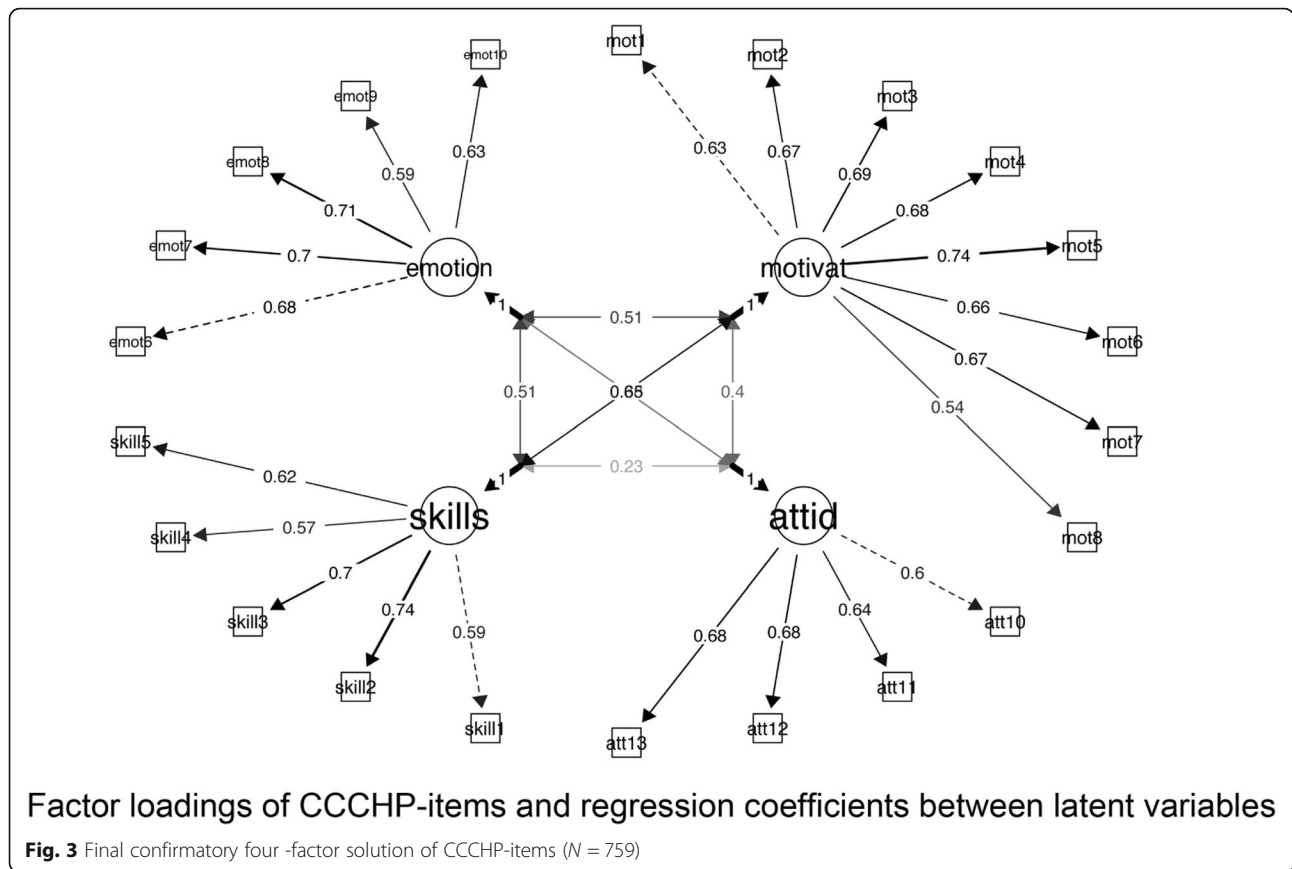 emot10
mot1
mot2
emot9
mot3
emot8
mot4
0.63
0.63
0.67
0.59
0.69
0.71
0.68
emot7
0.7
emotion
motivat
0.74
mot5
0.68
1
0.51
1
0.66
emot6
mot6
0.67
0.51
0.4
0.54
skill5
mot7
0.62
1
0.23
1
skill4
0.57
skills
attid
mot8
0.7
0.6
skill3
0.74
0.59
0.68
0.68
0.64
att10
skill2
att11
skill1
att13
att12
Factor loadings of CCCHP-items and regression coefficients between latent variables
Fig. 3 Final confirmatory four -factor solution of CCCHP-items (N = 759)